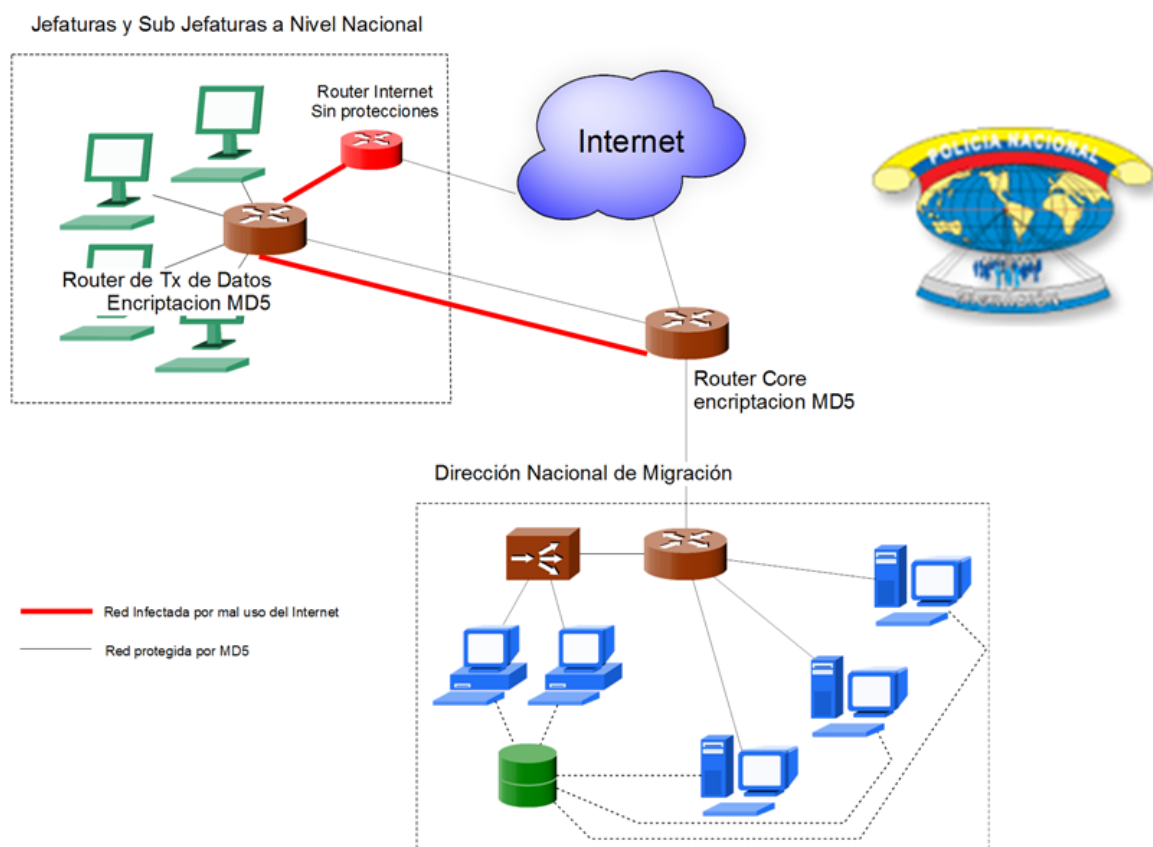 Jefaturas y Sub Jefaturas a Nivel Nacional
Router Internet
Sin protecciones
Internet
POLICIA NACIONAL
Router de Tx de Datos
Encriptacion MD5
Router Core
encriptacion MD5
Dirección Nacional de Migración
Red Infectada por mal uso del Internet
Red protegida por MD5